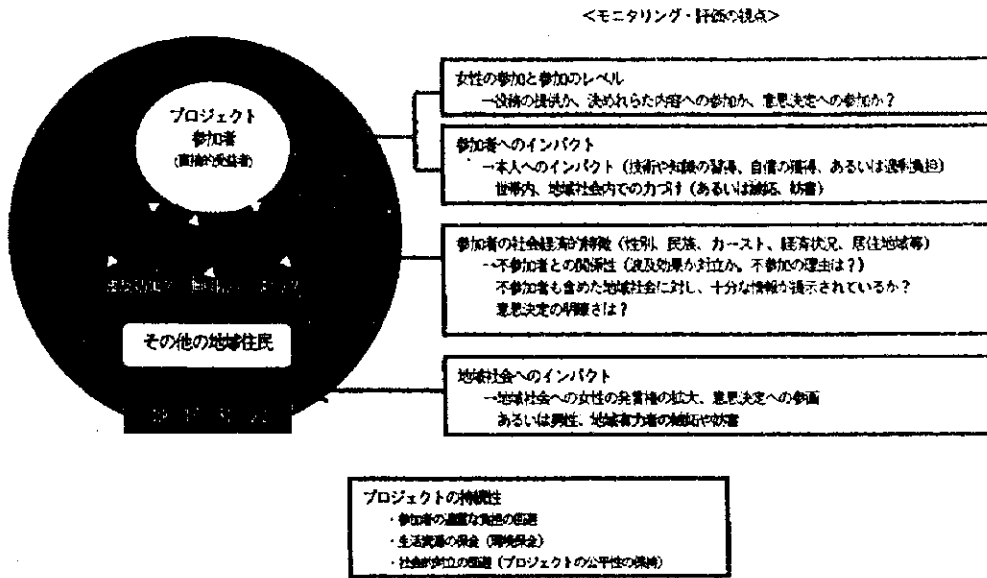 <モニタリング・評価の視点>
プロジェクト
参加者
(直接的受益者)
その他の地域住民
女性の参加と参加のレベル
→役務の提供か、決めれらた内容への参加か、意思決定への参加か?
参加者へのインパクト
→本人へのインパクト(技術や知識の習得、自信の獲得、あるいは過剰負担)
世帯内、地域社会内での力づけ(あるいは嫉妬、妨害)
参加者の社会経済的特徴(性別、民族、カースト、経済状況、居住地域等)
→不参加者との関係性(波及効果か対立か。不参加の理由は?)
不参加者も含めた地域社会に対し、十分な情報が提示されているか?
意思決定の明瞭さは?
地域社会へのインパクト
→地域社会への女性の発言権の拡大、意思決定への参画
あるいは男性、地域有力者の嫉妬や妨害
プロジェクトの持続性
・参加者の過重な負担の回避
・生活資源の保全(環境保全)
・社会的対立の回避(プロジェクトの公平性の保持)